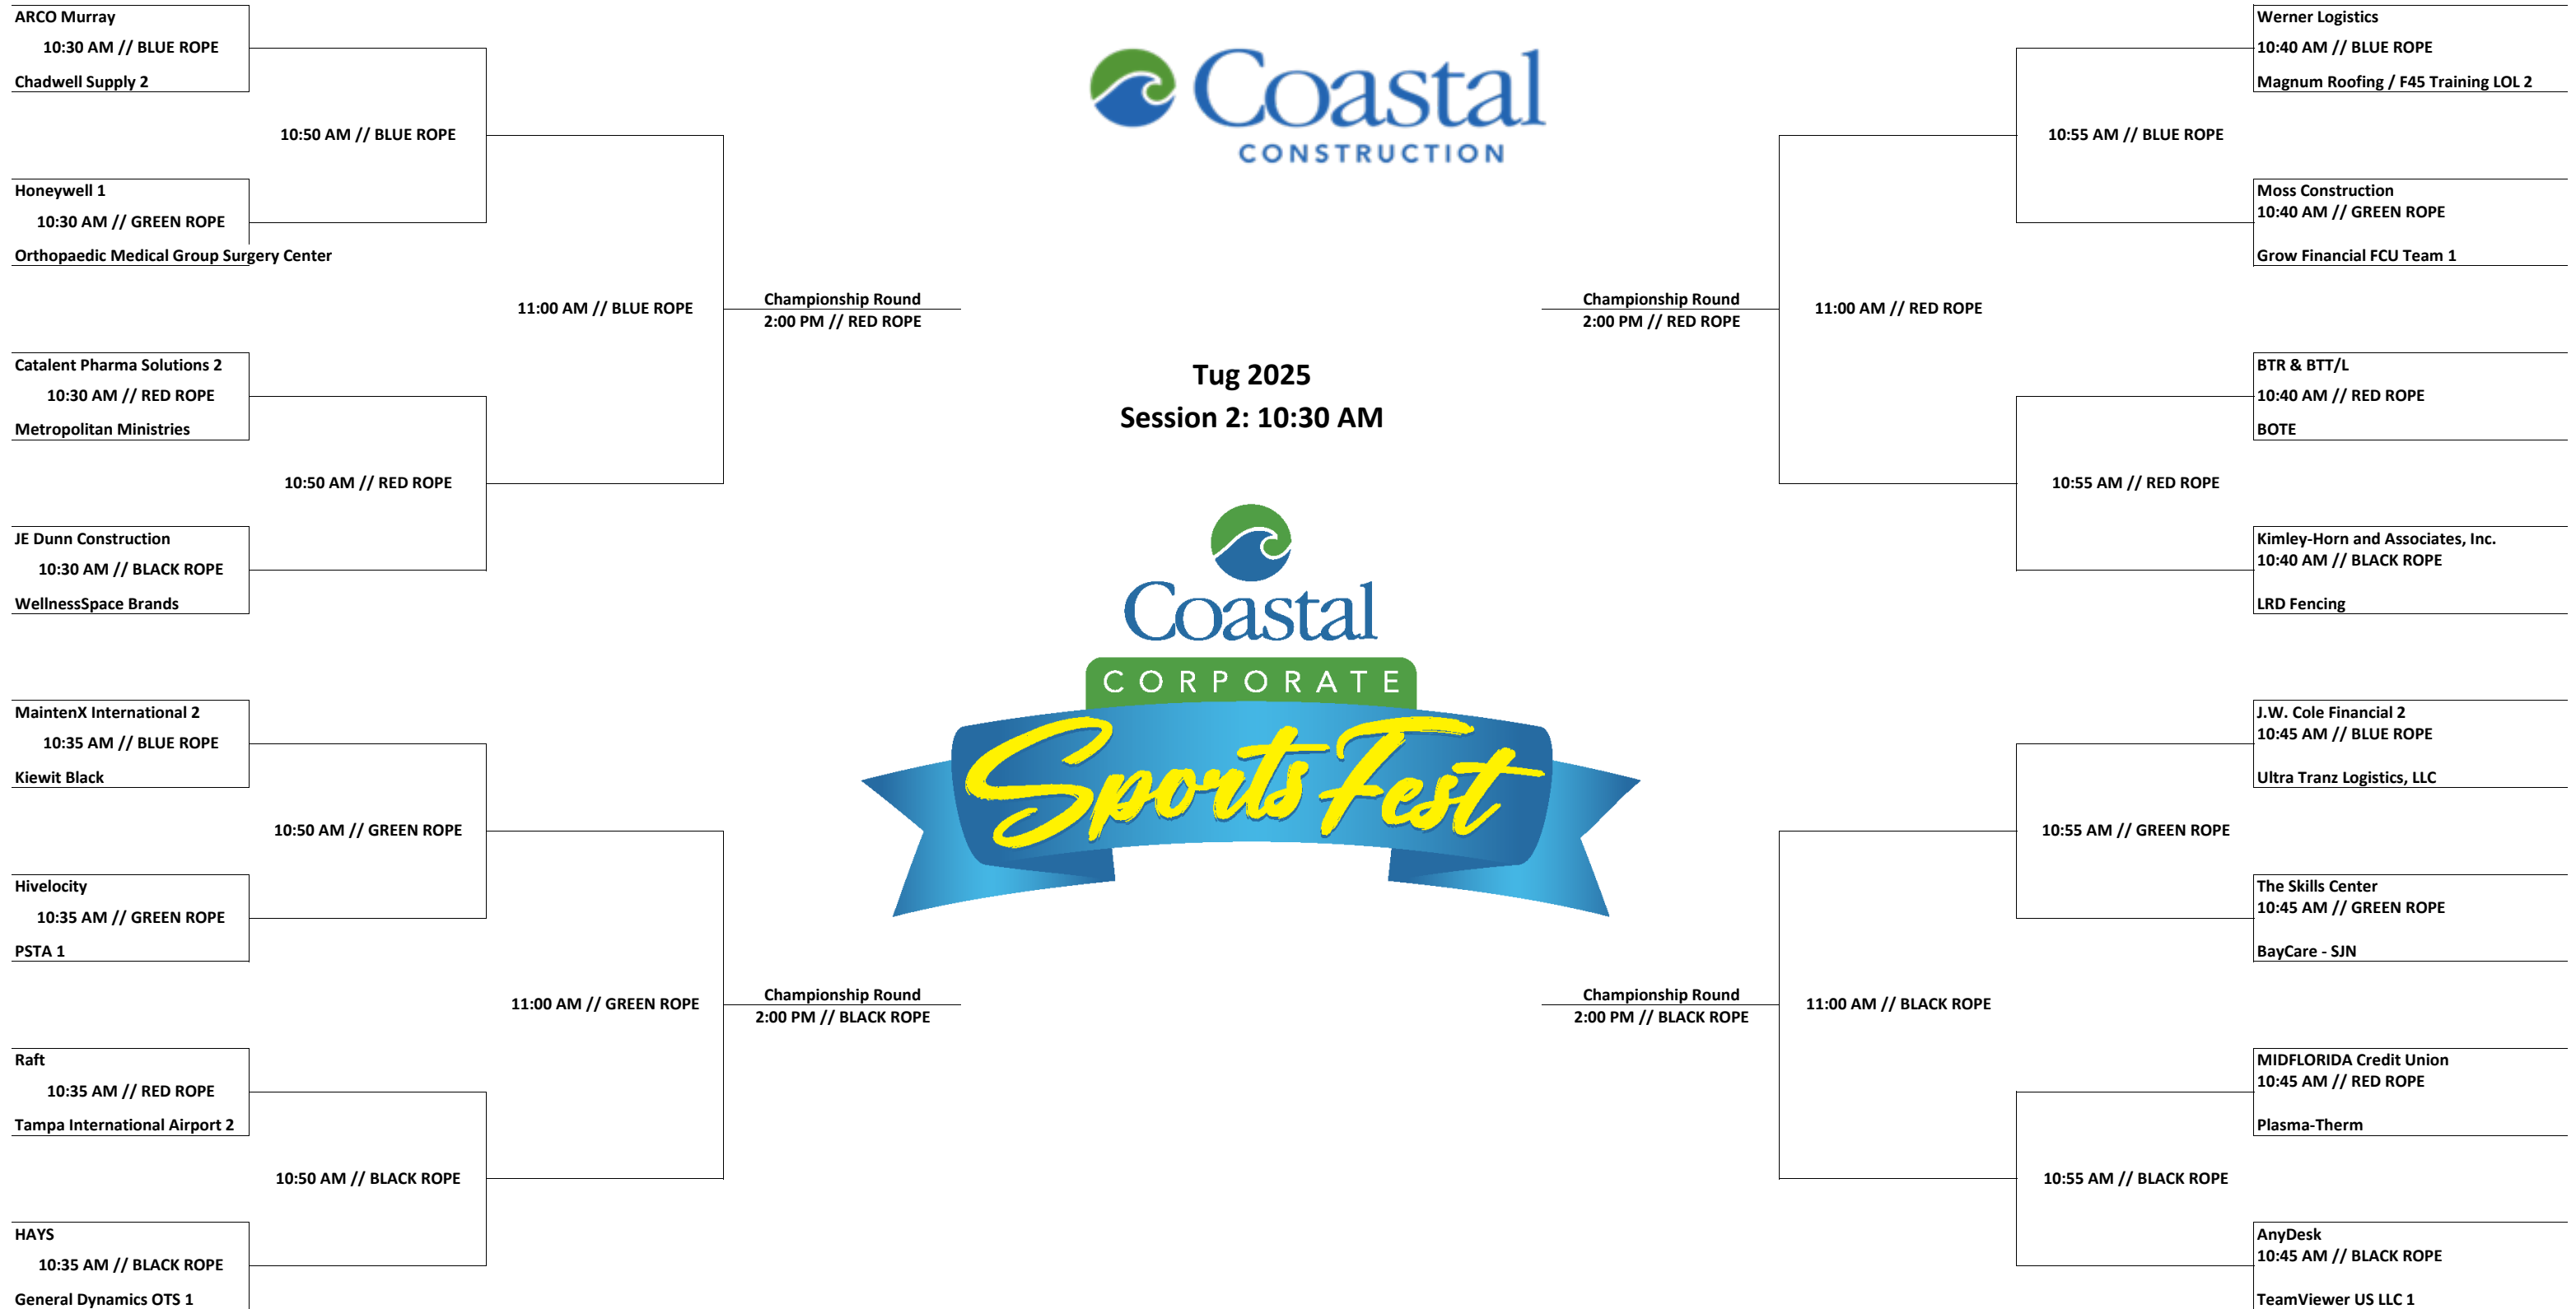 ARCO Murray
10:30 AM // BLUE ROPE
Chadwell Supply 2
10:50 AM // BLUE ROPE
Honeywell 1
10:30 AM // GREEN ROPE
Orthopaedic Medical Group Surgery Center
11:00 AM // BLUE ROPE
Championship Round
2:00 PM // RED ROPE
Catalent Pharma Solutions 2
10:30 AM // RED ROPE
Metropolitan Ministries
10:50 AM // RED ROPE
JE Dunn Construction
10:30 AM // BLACK ROPE
WellnessSpace Brands
MaintenX International 2
10:35 AM // BLUE ROPE
Kiewit Black
10:50 AM // GREEN ROPE
Hivelocity
10:35 AM // GREEN ROPE
PSTA 1
11:00 AM // GREEN ROPE
Championship Round
2:00 PM // BLACK ROPE
Raft
10:35 AM // RED ROPE
Tampa International Airport 2
10:50 AM // BLACK ROPE
HAYS
10:35 AM // BLACK ROPE
General Dynamics OTS 1
Coastal
CONSTRUCTION
Tug 2025
Session 2: 10:30 AM
Coastal
CORPORATE
Sports Fest
Werner Logistics
10:40 AM // BLUE ROPE
Magnum Roofing / F45 Training LOL 2
10:55 AM // BLUE ROPE
Moss Construction
10:40 AM // GREEN ROPE
Grow Financial FCU Team 1
Championship Round
2:00 PM // RED ROPE
11:00 AM // RED ROPE
BTR & BTT/L
10:40 AM // RED ROPE
BOTE
10:55 AM // RED ROPE
Kimley-Horn and Associates, Inc.
10:40 AM // BLACK ROPE
LRD Fencing
J.W. Cole Financial 2
10:45 AM // BLUE ROPE
Ultra Tranz Logistics, LLC
10:55 AM // GREEN ROPE
The Skills Center
10:45 AM // GREEN ROPE
BayCare - SJN
Championship Round
2:00 PM // BLACK ROPE
11:00 AM // BLACK ROPE
MIDFLORIDA Credit Union
10:45 AM // RED ROPE
Plasma-Therm
10:55 AM // BLACK ROPE
AnyDesk
10:45 AM // BLACK ROPE
TeamViewer US LLC 1